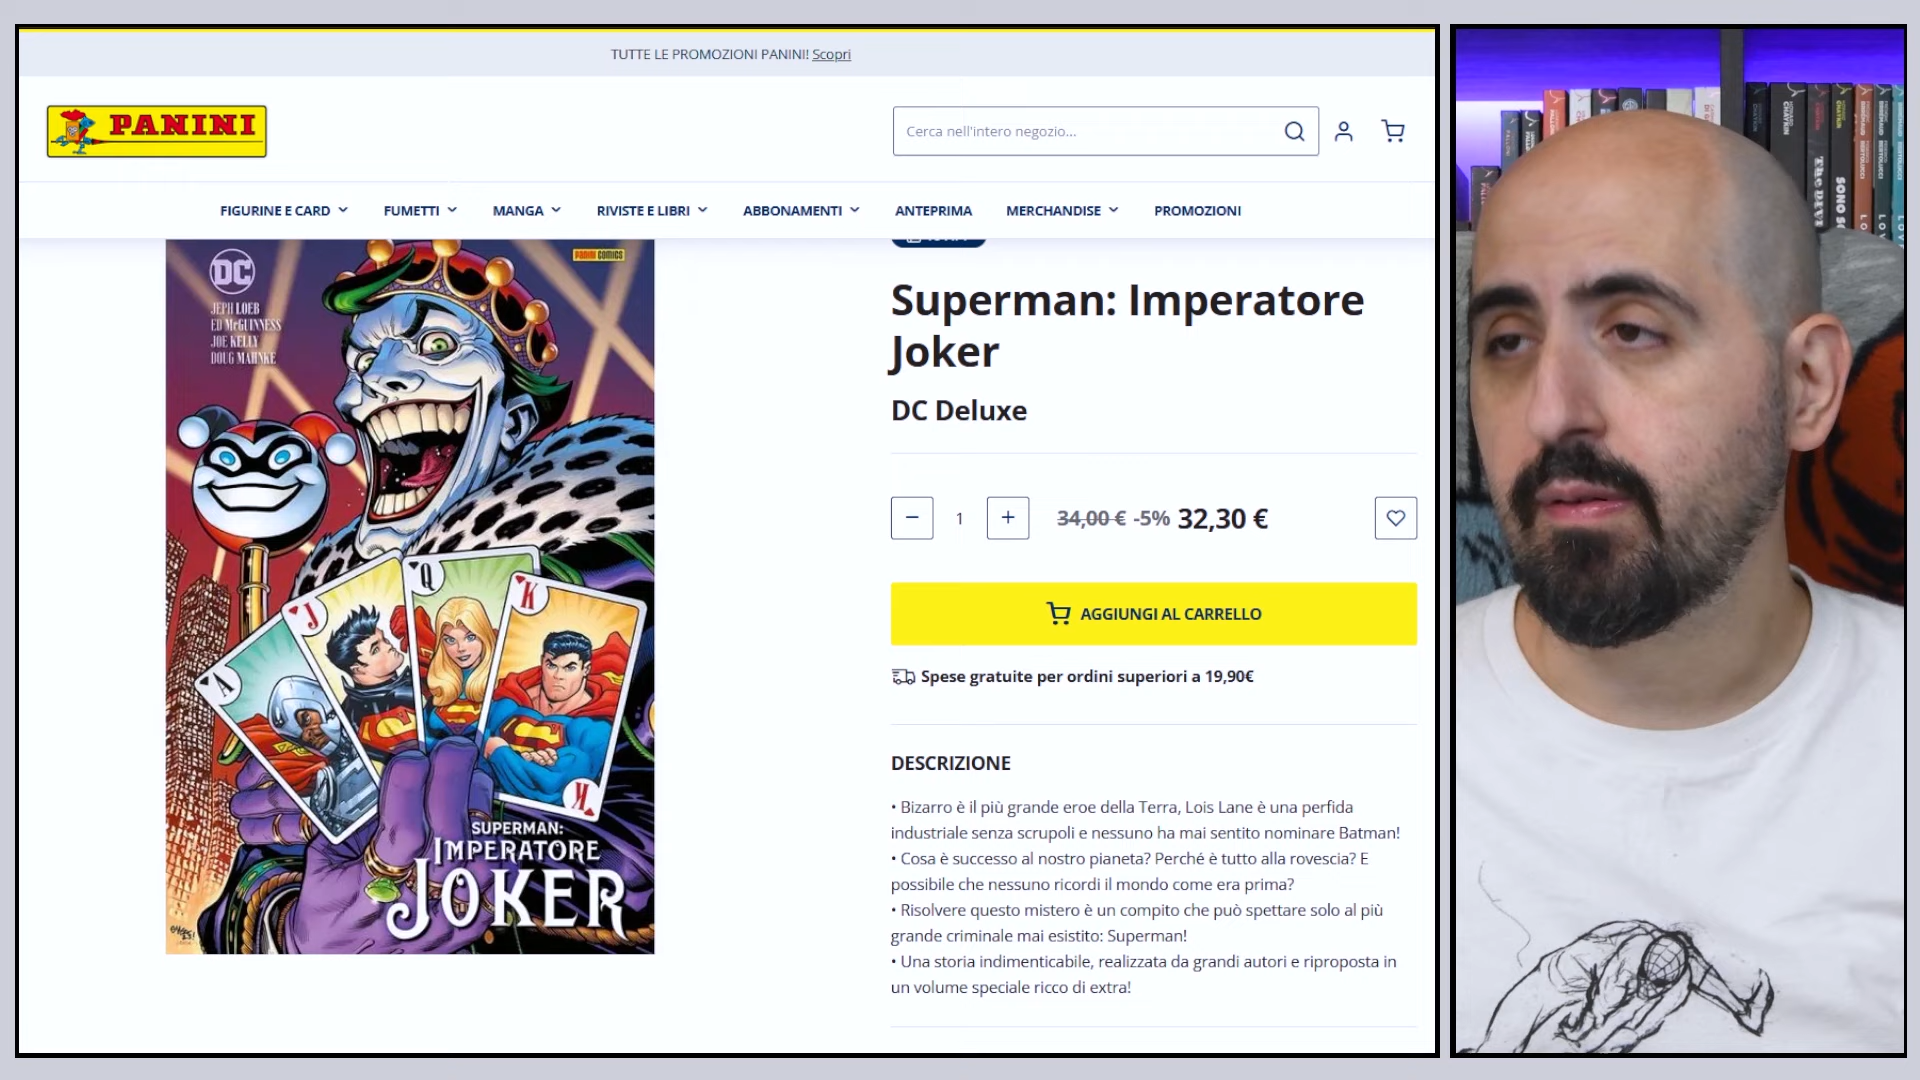 TUTTE LE PROMOZIONI PANINI! Scopri
PANINI
Cerca nell'intero negozio...
FIGURINE E CARD
FUMETTI
MANGA
RIVISTE E LIBRI
ABBONAMENTI
ANTEPRIMA
MERCHANDISE
PROMOZIONI
DC
PANINI COMICS
JEPH LOEB
ED McGUINNESS
JOE KELLY
DOUG MAHNKE
A
J
Q
K
K
SUPERMAN:
IMPERATORE
JOKER
Superman: Imperatore
Joker
DC Deluxe
1
34,00 € -5% 32,30 €
AGGIUNGI AL CARRELLO
Spese gratuite per ordini superiori a 19,90€
DESCRIZIONE
• Bizarro è il più grande eroe della Terra, Lois Lane è una perfida
industriale senza scrupoli e nessuno ha mai sentito nominare Batman!
• Cosa è successo al nostro pianeta? Perché è tutto alla rovescia? E
possibile che nessuno ricordi il mondo come era prima?
• Risolvere questo mistero è un compito che può spettare solo al più
grande criminale mai esistito: Superman!
• Una storia indimenticabile, realizzata da grandi autori e riproposta in
un volume speciale ricco di extra!
HOWARD CHAYKIN
The DIVI
SONO S